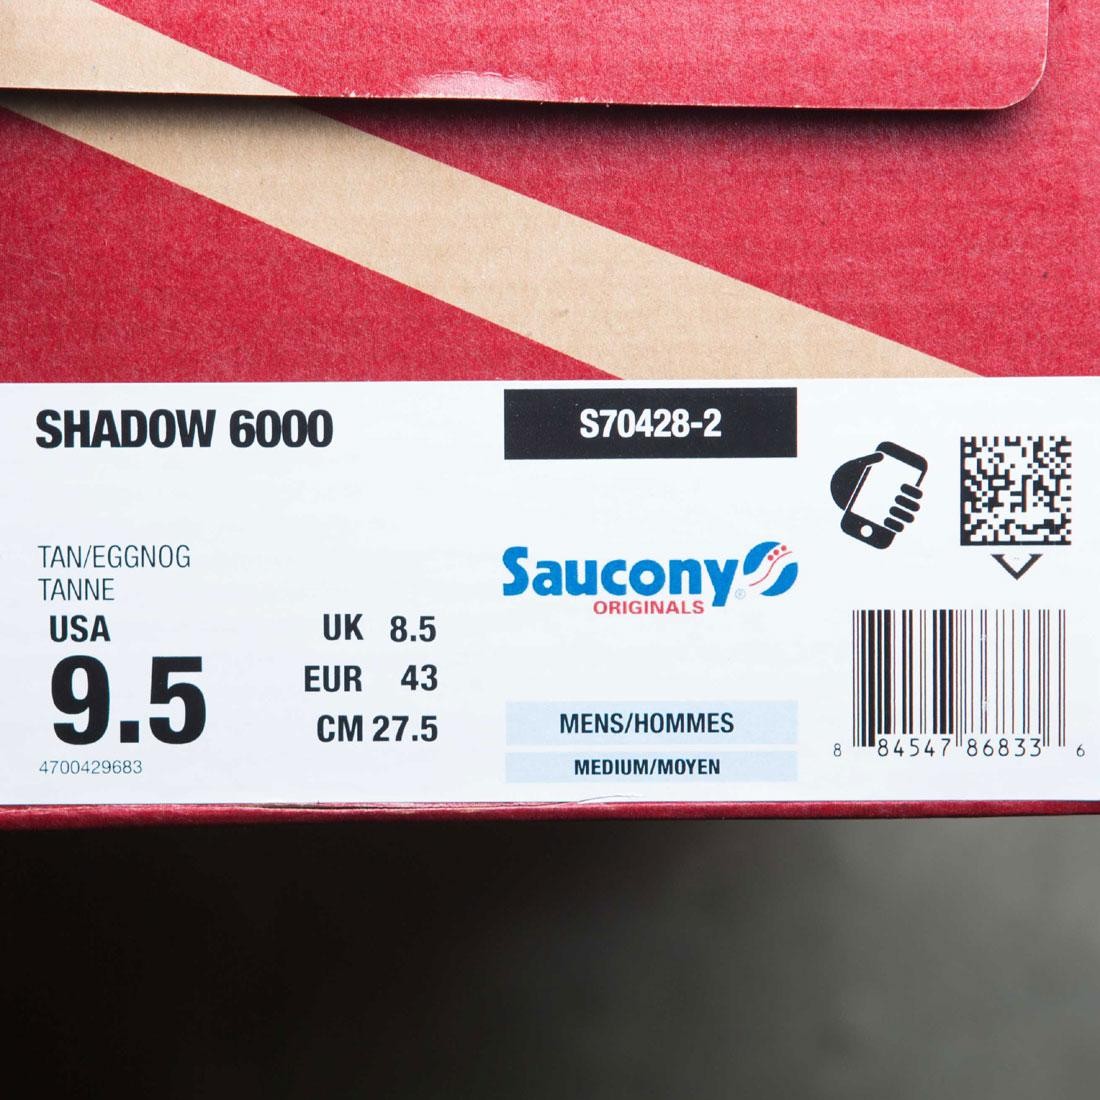 SHADOW 6000
S70428-2
TAN/EGGNOG
TANNE
USA
9.5
UK 8.5
EUR 43
CM 27.5
4700429683
Saucony®
ORIGINALS
MENS/HOMMES
MEDIUM/MOYEN
8 84547 86833 6